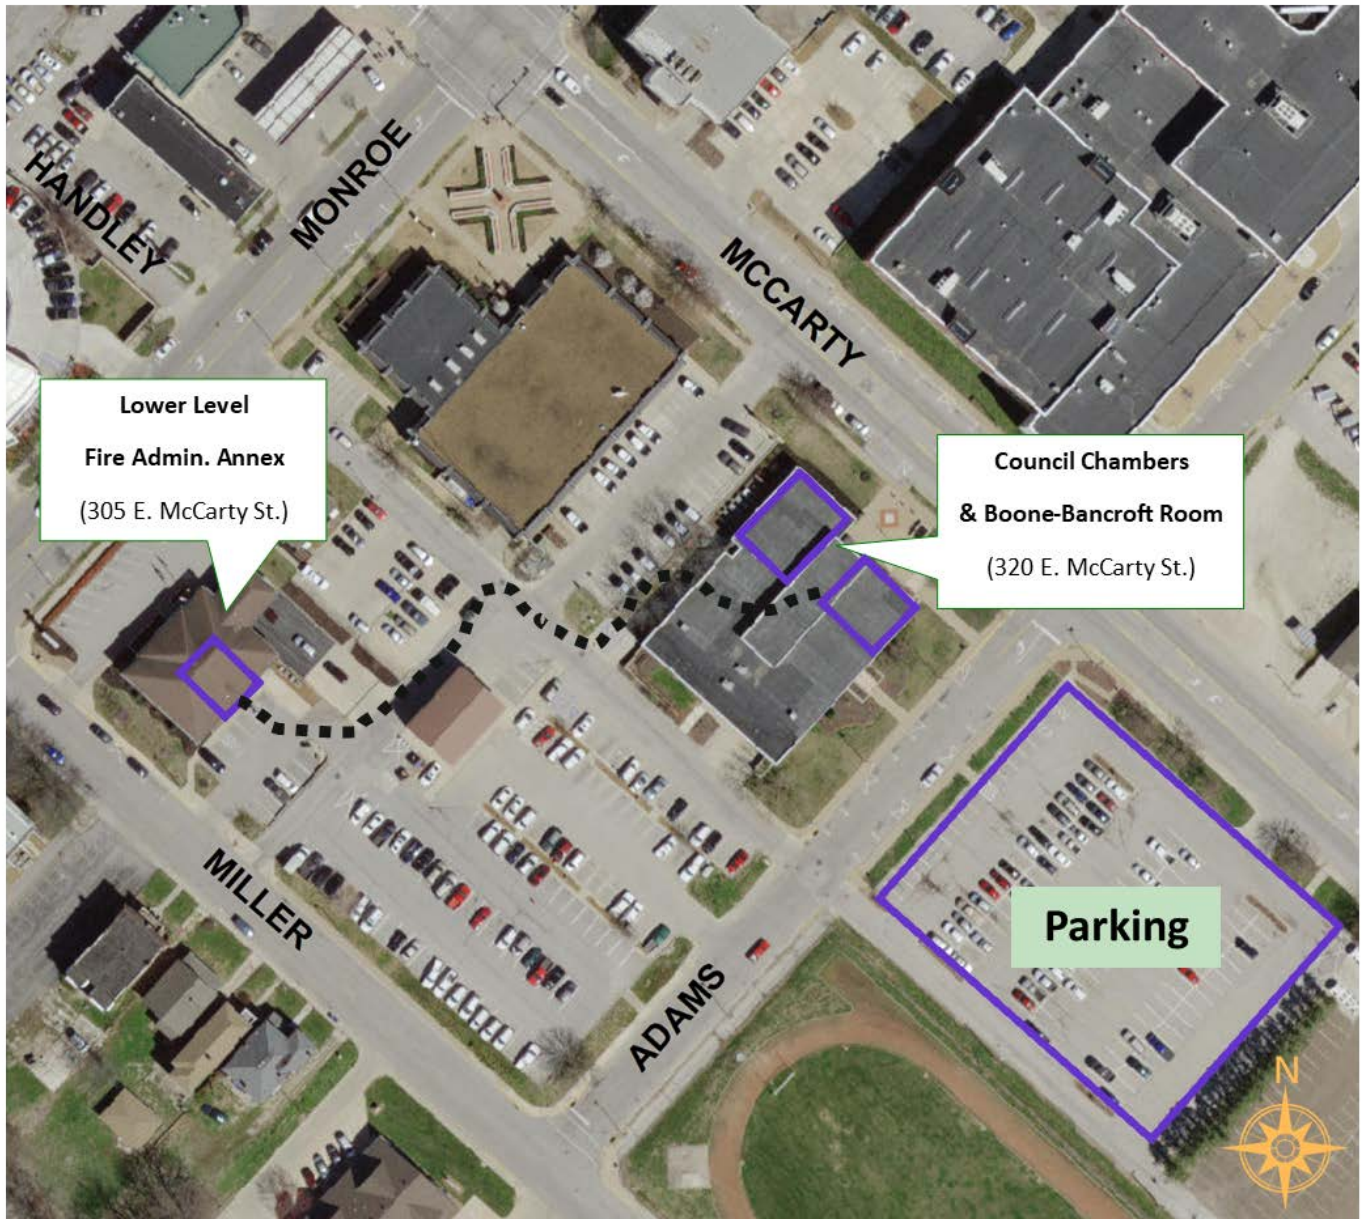 HANDLEY
MONROE
MCCARTY
Lower Level
Fire Admin. Annex
(305 E. McCarty St.)
Council Chambers
& Boone-Bancroft Room
(320 E. McCarty St.)
MILLER
ADAMS
Parking
N